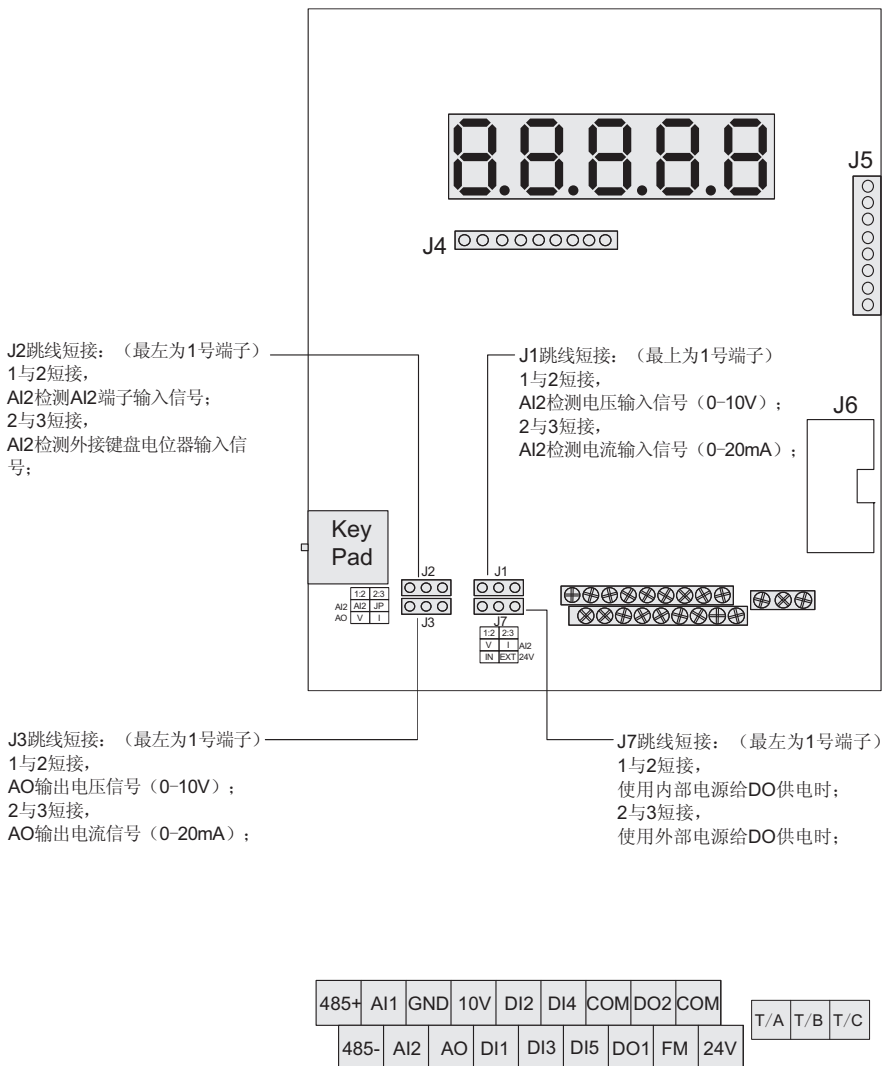 8.8.8.8.8
J5
J4
J2跳线短接：（最左为1号端子）
1与2短接，
AI2检测AI2端子输入信号；
2与3短接，
AI2检测外接键盘电位器输入信
号；
J1跳线短接：（最上为1号端子）
1与2短接，
AI2检测电压输入信号（0-10V）；
2与3短接，
AI2检测电流输入信号（0-20mA）；
J6
Key
Pad
J2
J1
J3
J7
1:2 2:3
AI2 AI2 JP
AO V I
1:2 2:3
V I AI2
IN EXT 24V
J3跳线短接：（最左为1号端子）
1与2短接，
AO输出电压信号（0-10V）；
2与3短接，
AO输出电流信号（0-20mA）；
J7跳线短接：（最左为1号端子）
1与2短接，
使用内部电源给DO供电时；
2与3短接，
使用外部电源给DO供电时；
485+ AI1 GND 10V DI2 DI4 COM DO2 COM
T/A T/B T/C
485- AI2 AO DI1 DI3 DI5 DO1 FM 24V